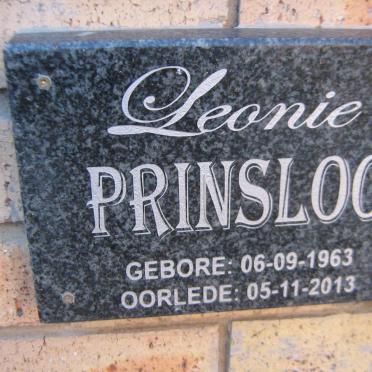 Leonie
PRINSLOO
GEBORE: 06-09-1963
OORLEDE: 05-11-2013